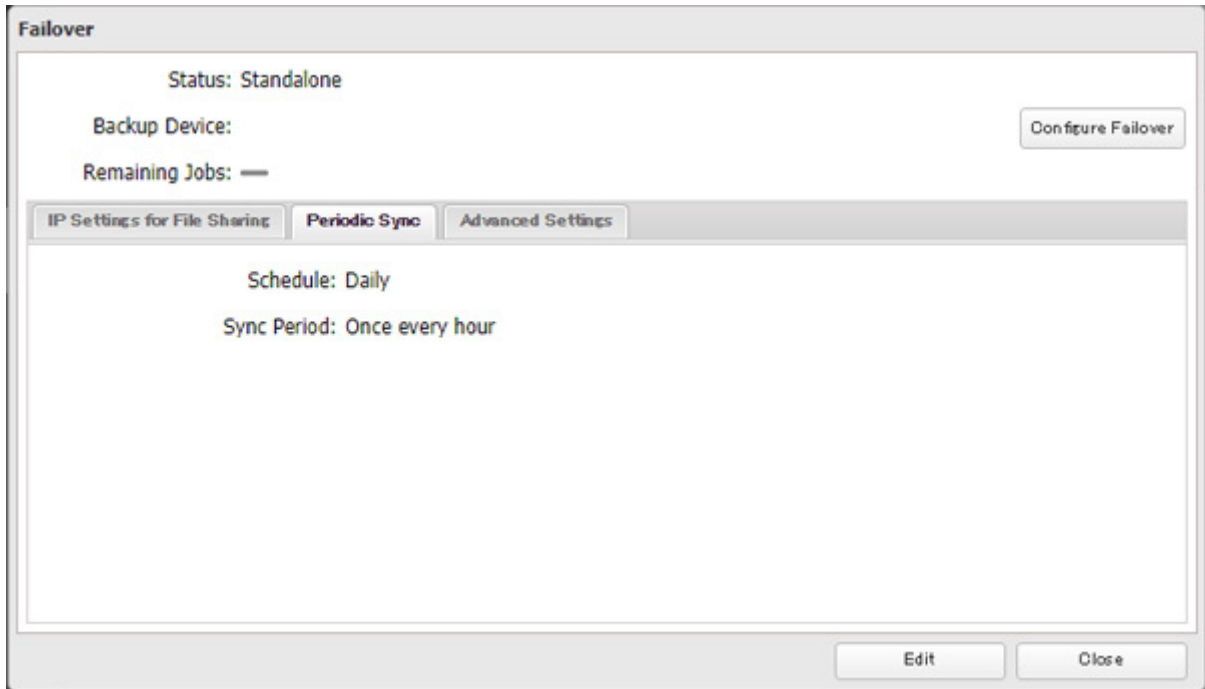 Failover
Status: Standalone
Backup Device:
Configure Failover
Remaining Jobs: —
IP Settings for File Sharing
Periodic Sync
Advanced Settings
Schedule: Daily
Sync Period: Once every hour
Edit
Close